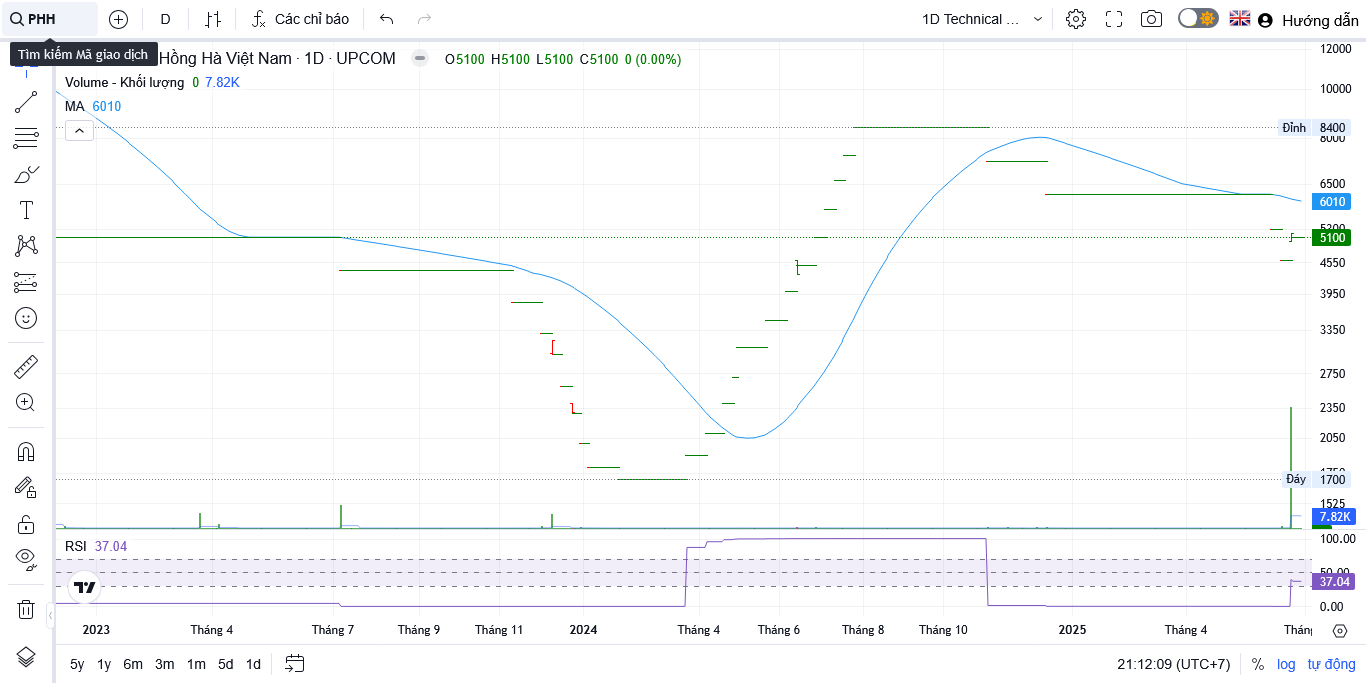 PHH
D
Các chỉ báo
1D Technical ...
Hướng dẫn
Tìm kiếm Mã giao dịch
Hồng Hà Việt Nam · 1D · UPCOM
O5100 H5100 L5100 C5100 0 (0.00%)
Volume - Khối lượng 0 7.82K
MA 6010
12000
10000
Đỉnh 8400
8000
6500
6010
5200
5100
4550
3950
3350
2750
2350
2050
1750
Đáy 1700
1525
7.82K
RSI 37.04
100.00
50.00
37.04
0.00
2023 Tháng 4 Tháng 7 Tháng 9 Tháng 11 2024 Tháng 4 Tháng 6 Tháng 8 Tháng 10 2025 Tháng 4 Thán
5y 1y 6m 3m 1m 5d 1d
21:12:09 (UTC+7) % log tự động